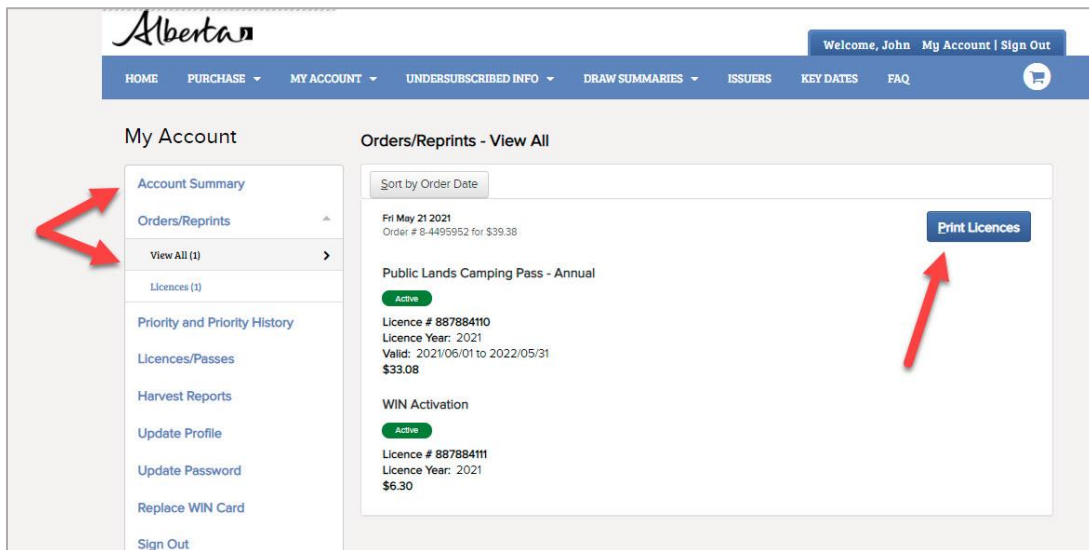 Alberta
Welcome, John My Account | Sign Out
HOME PURCHASE MY ACCOUNT UNDERSUBSCRIBED INFO DRAW SUMMARIES ISSUERS KEY DATES FAQ
My Account
Account Summary
Orders/Reprints
View All (1)
Licences (1)
Priority and Priority History
Licences/Passes
Harvest Reports
Update Profile
Update Password
Replace WIN Card
Sign Out
Orders/Reprints - View All
Sort by Order Date
Fri May 21 2021
Order # 8-4495952 for $39.38
Print Licences
Public Lands Camping Pass - Annual
Active
Licence # 887884110
Licence Year: 2021
Valid: 2021/06/01 to 2022/05/31
$33.08
WIN Activation
Active
Licence # 887884111
Licence Year: 2021
$6.30